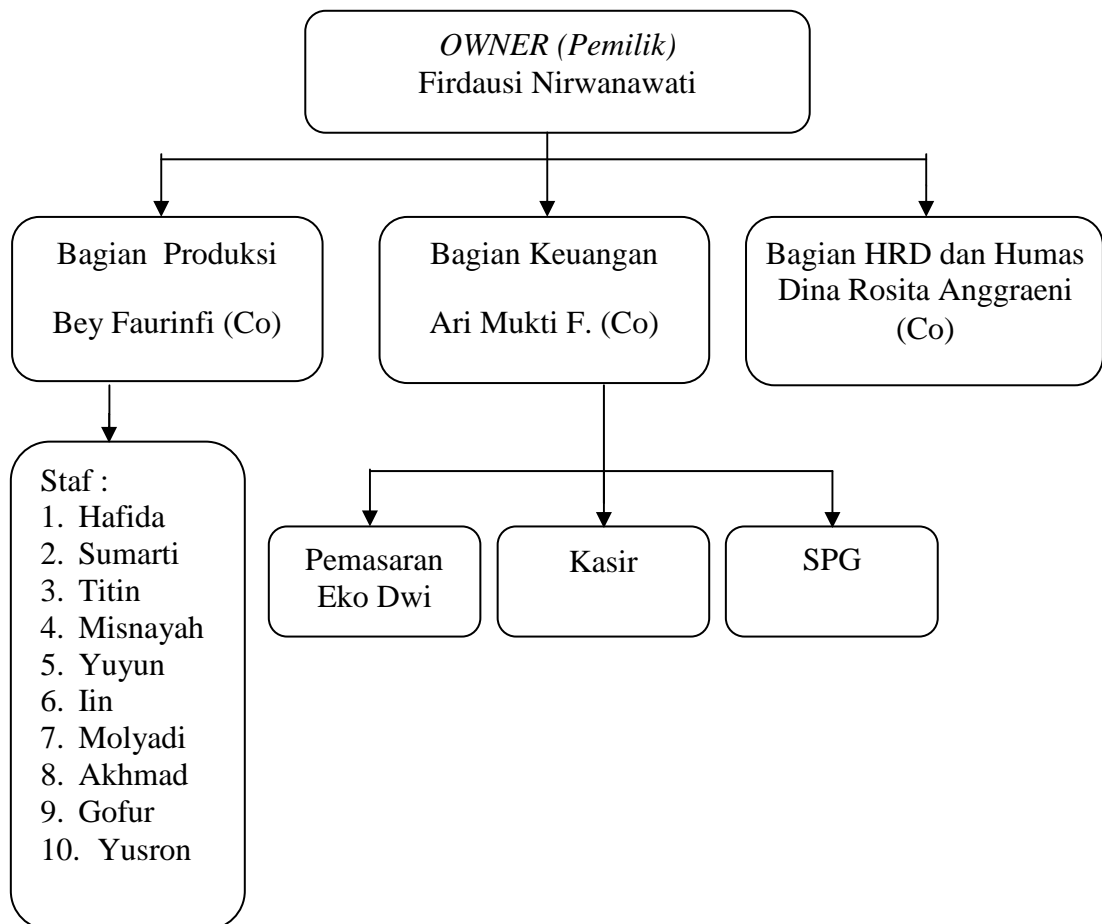 OWNER (Pemilik)
Firdausi Nirwanawati
Bagian Produksi
Bey Faurinfi (Co)
Bagian Keuangan
Ari Mukti F. (Co)
Bagian HRD dan Humas
Dina Rosita Anggraeni
(Co)
Staf :
1. Hafida
2. Sumarti
3. Titin
4. Misnayah
5. Yuyun
6. Iin
7. Molyadi
8. Akhmad
9. Gofur
10. Yusron
Pemasaran
Eko Dwi
Kasir
SPG